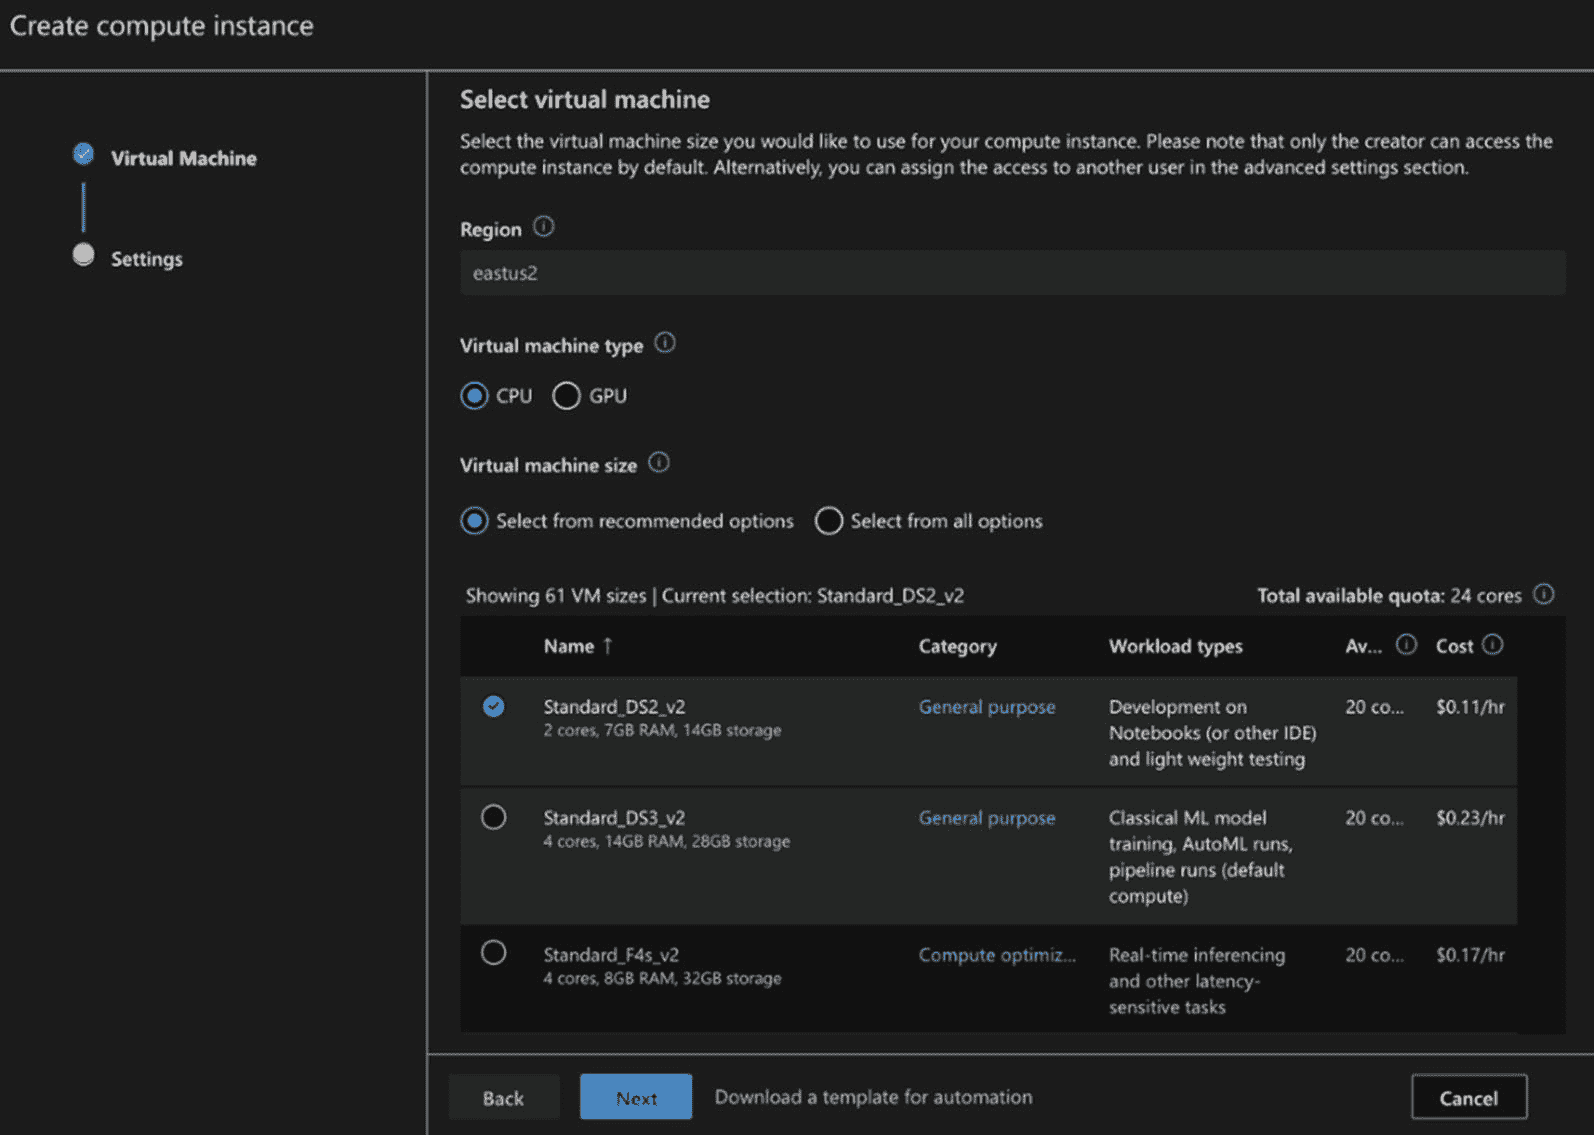 Create compute instance
Virtual Machine
Settings
Select virtual machine
Select the virtual machine size you would like to use for your compute instance. Please note that only the creator can access the
compute instance by default. Alternatively, you can assign the access to another user in the advanced settings section.
Region
eastus2
Virtual machine type
CPU GPU
Virtual machine size
Select from recommended options Select from all options
Showing 61 VM sizes | Current selection: Standard_DS2_v2 Total available quota: 24 cores
Name ↑ Category Workload types Av... Cost
Standard_DS2_v2 General purpose Development on 20 co... $0.11/hr
2 cores, 7GB RAM, 14GB storage Notebooks (or other IDE)
and light weight testing
Standard_DS3_v2 General purpose Classical ML model 20 co... $0.23/hr
4 cores, 14GB RAM, 28GB storage training, AutoML runs,
pipeline runs (default
compute)
Standard_F4s_v2 Compute optimiz... Real-time inferencing 20 co... $0.17/hr
4 cores, 8GB RAM, 32GB storage and other latency-
sensitive tasks
Back Next Download a template for automation Cancel